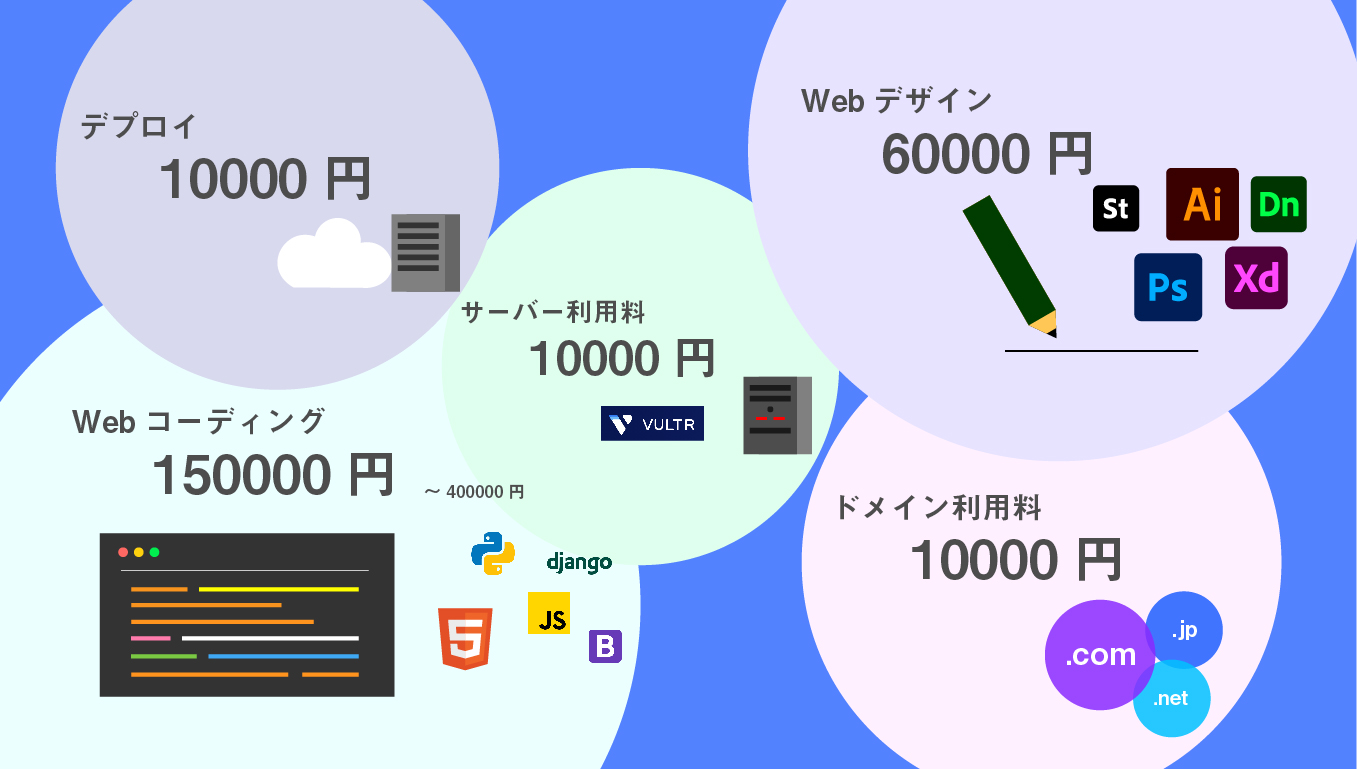 デプロイ
10000 円
Web デザイン
60000 円
St
Ai
Dn
Ps
Xd
サーバー利用料
10000 円
VULTR
Web コーディング
150000 円
～ 400000 円
django
5
JS
B
ドメイン利用料
10000 円
.com
.jp
.net